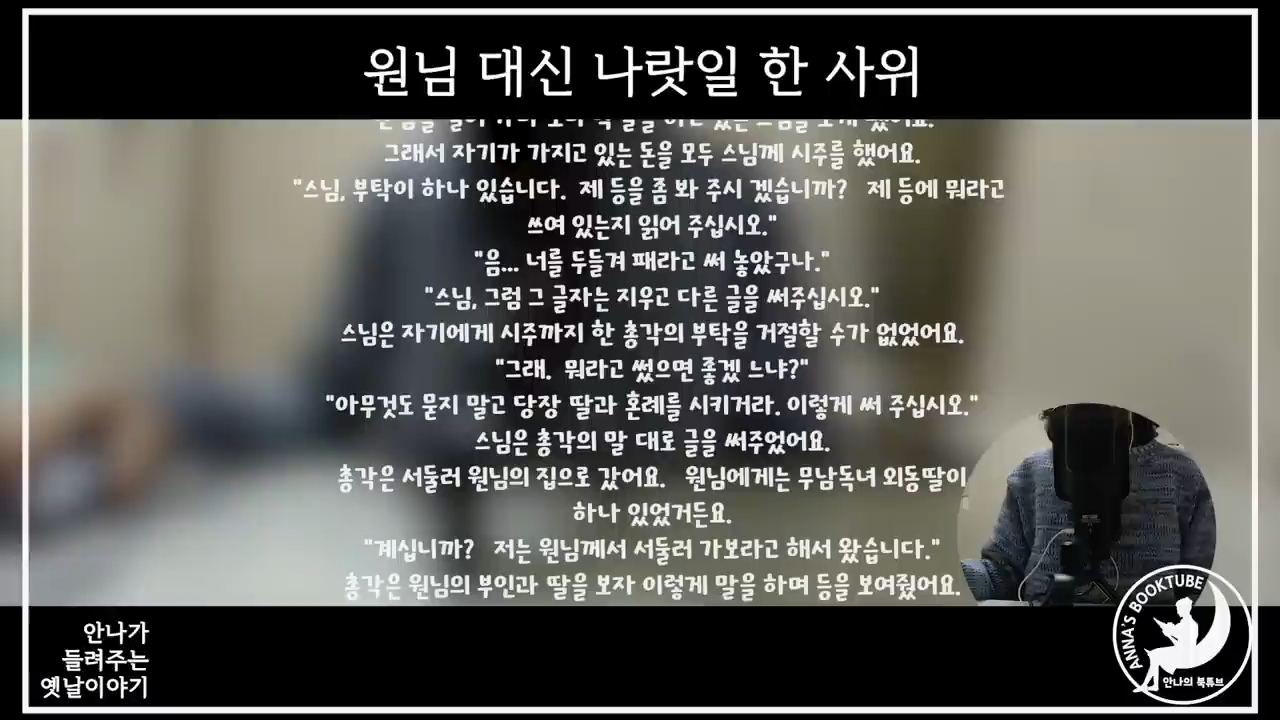 원님 대신 나랏일 한 사위
그래서 자기가 가지고 있는 돈을 모두 스님께 시주를 했어요.
"스님, 부탁이 하나 있습니다. 제 등을 좀 봐 주시 겠습니까? 제 등에 뭐라고
쓰여 있는지 읽어 주십시오."
"음... 너를 두들겨 패라고 써 놓았구나."
"스님, 그럼 그 글자는 지우고 다른 글을 써주십시오."
스님은 자기에게 시주까지 한 총각의 부탁을 거절할 수가 없었어요.
"그래. 뭐라고 썼으면 좋겠 느냐?"
"아무것도 묻지 말고 당장 딸과 혼례를 시키거라. 이렇게 써 주십시오."
스님은 총각의 말 대로 글을 써주었어요.
총각은 서둘러 원님의 집으로 갔어요. 원님에게는 무남독녀 외동딸이
하나 있었거든요.
"계십니까? 저는 원님께서 서둘러 가보라고 해서 왔습니다."
총각은 원님의 부인과 딸을 보자 이렇게 말을 하며 등을 보여줬어요.
안나가
들려주는
옛날이야기
ANNA'S BOOKTUBE
안나의 북튜브